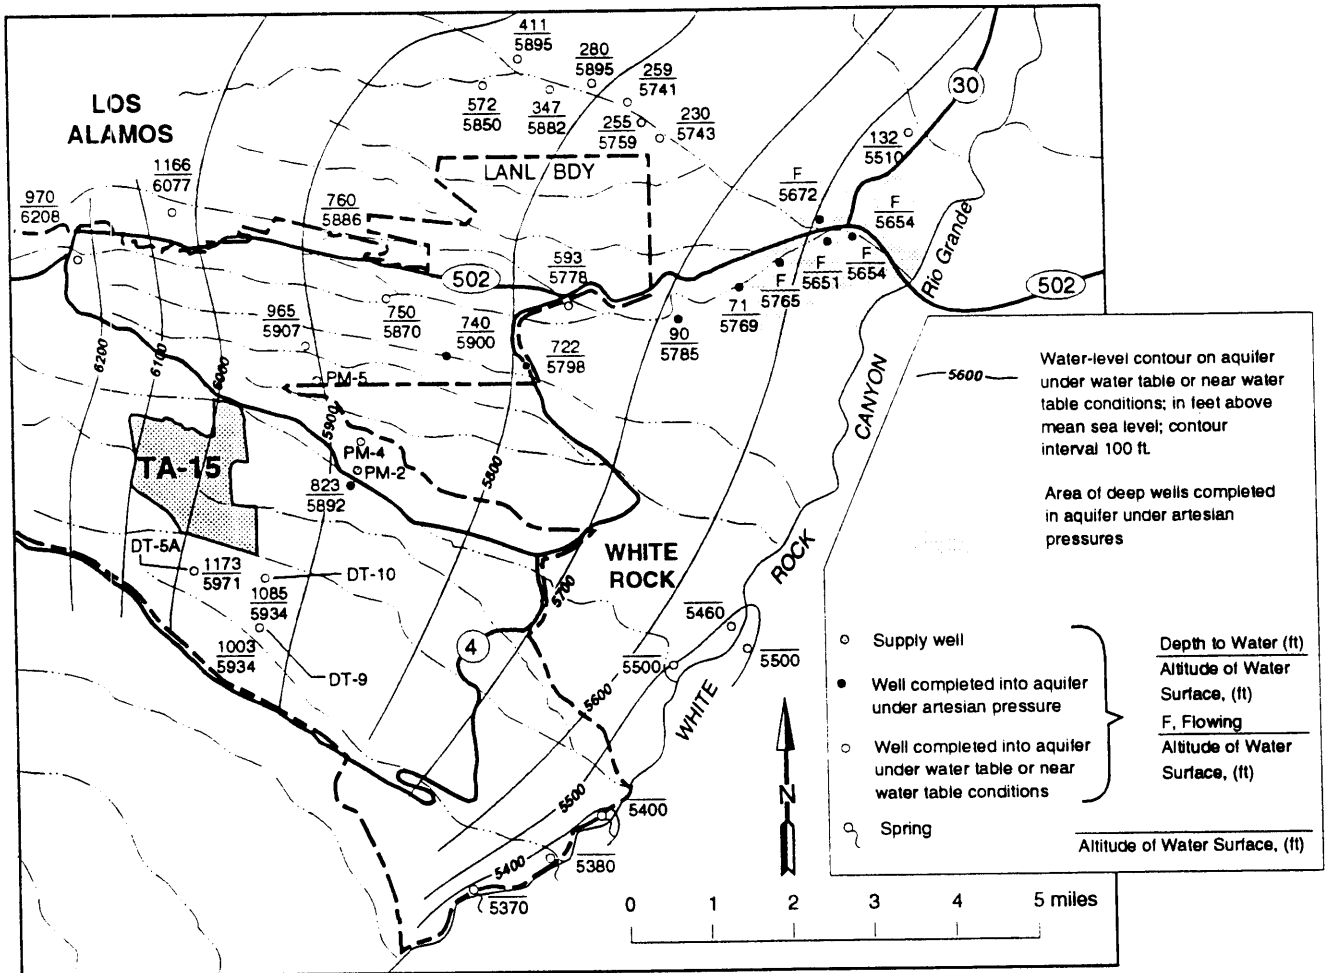 411
5895
280
5895
259
5741
572
5850
347
5882
255
5759
230
5743
30
132
5510
LOS
ALAMOS
LANL BDY
1166
6077
970
6208
760
5886
F
5672
F
5654
F
5654
F
5651
F
5765
71
5769
90
5785
Rio Grande
502
502
593
5778
965
5907
750
5870
740
5900
722
5798
6200
6100
6000
5900
5800
5700
5600
5500
5400
PM-5
PM-4
PM-2
823
5892
TA-15
DT-5A
1173
5971
DT-10
1085
5934
1003
5934
DT-9
WHITE
ROCK
4
WHITE
ROCK
CANYON
5460
5500
5500
5400
5380
5370
5600
Water-level contour on aquifer
under water table or near water
table conditions; in feet above
mean sea level; contour
interval 100 ft.
Area of deep wells completed
in aquifer under artesian
pressures
Supply well
Well completed into aquifer
under artesian pressure
Well completed into aquifer
under water table or near
water table conditions
Spring
Depth to Water (ft)
Altitude of Water
Surface, (ft)
F, Flowing
Altitude of Water
Surface, (ft)
Altitude of Water Surface, (ft)
N
0 1 2 3 4 5 miles